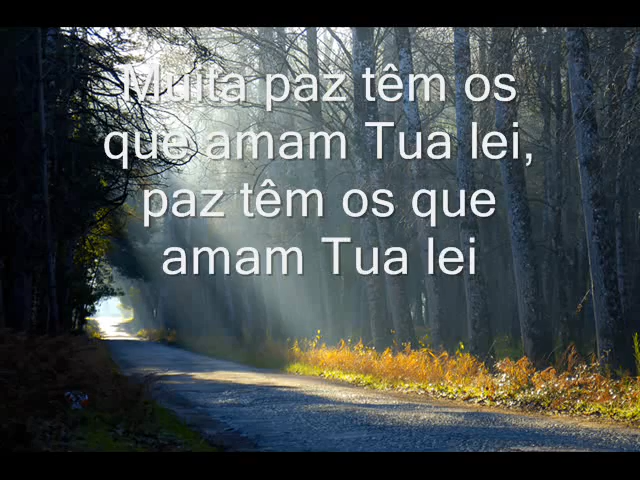 Muita paz têm os
que amam Tua lei,
paz têm os que
amam Tua lei